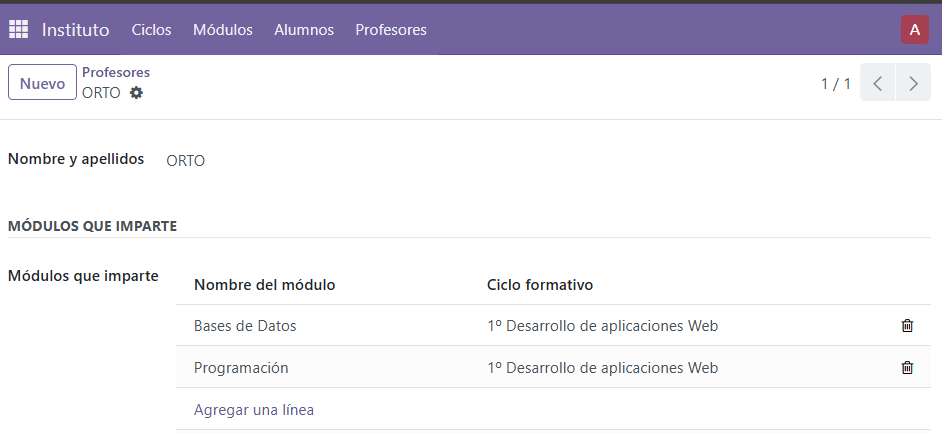 Instituto Ciclos Módulos Alumnos Profesores A
Nuevo Profesores
ORTO
1 / 1
Nombre y apellidos ORTO
MÓDULOS QUE IMPARTE
Módulos que imparte
Nombre del módulo Ciclo formativo
Bases de Datos 1º Desarrollo de aplicaciones Web
Programación 1º Desarrollo de aplicaciones Web
Agregar una línea